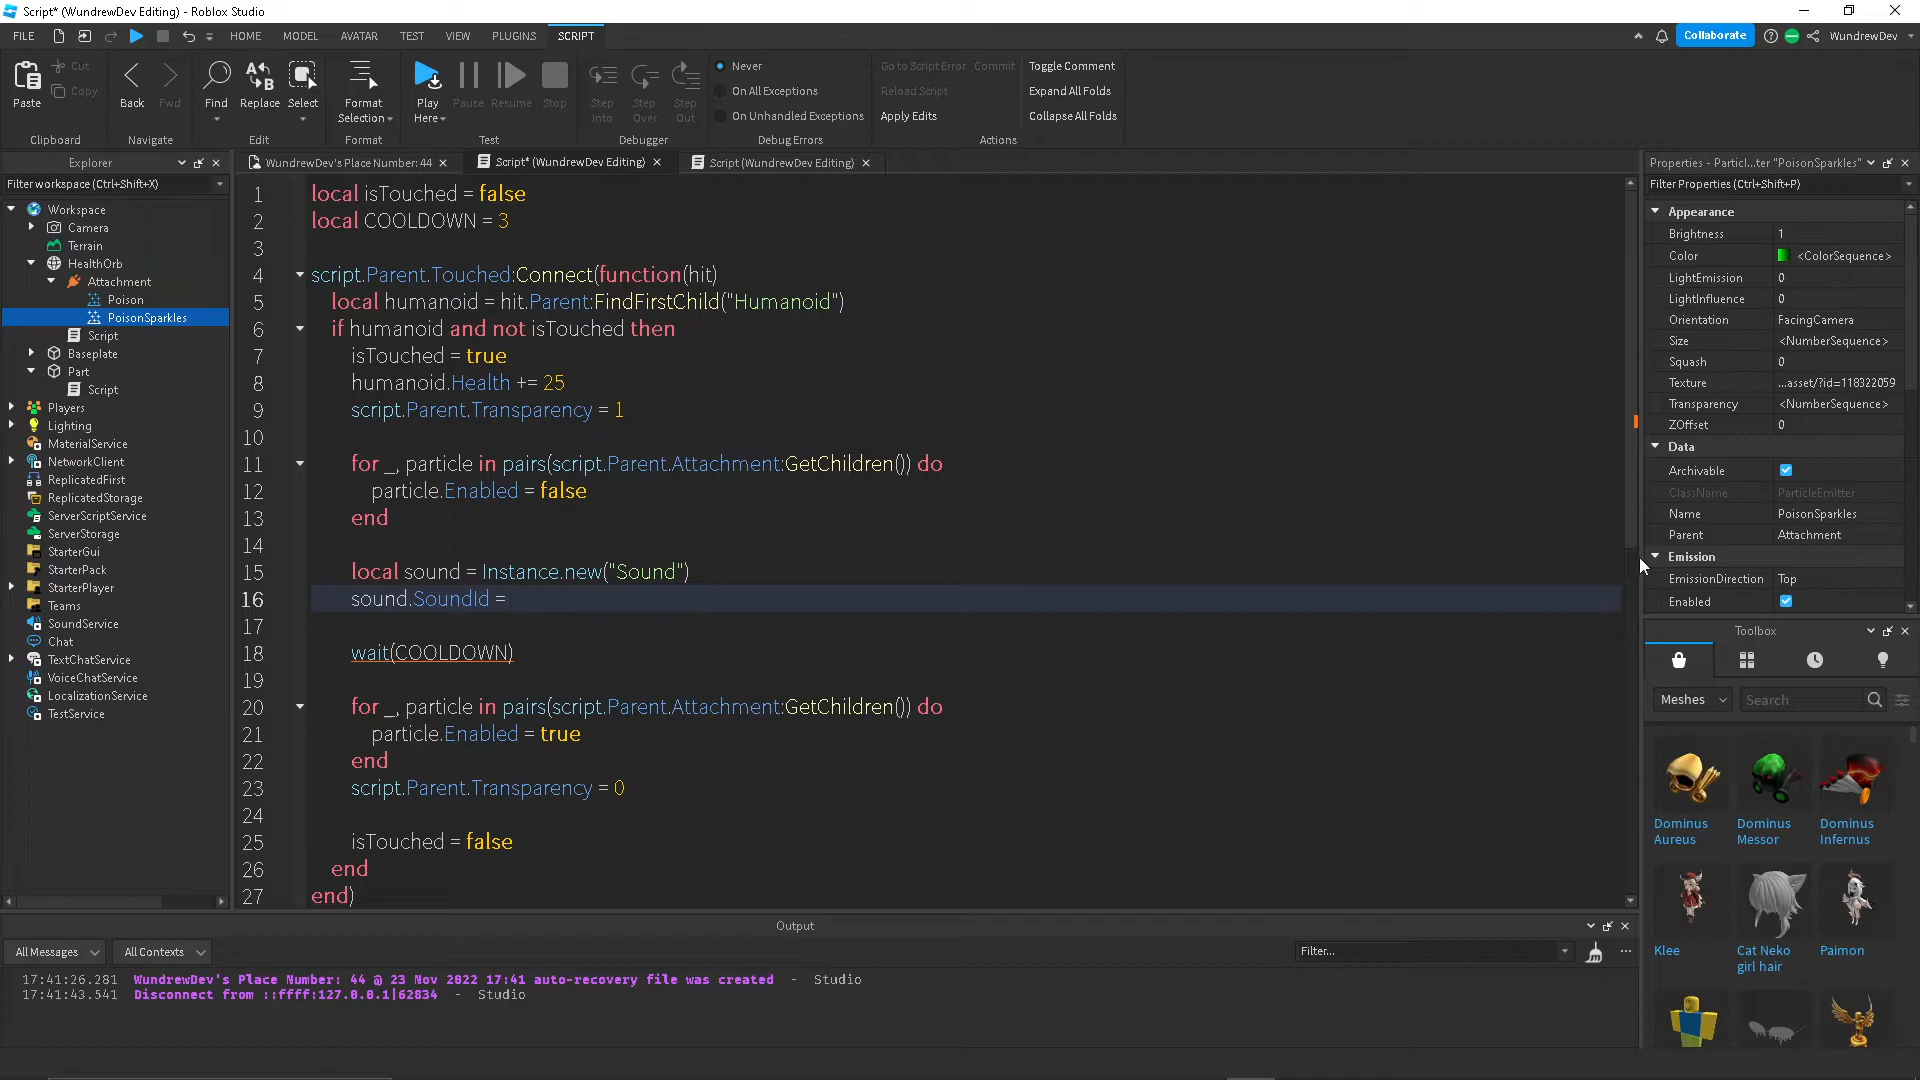 Script* (WundrewDev Editing) - Roblox Studio
FILE
HOME
MODEL
AVATAR
TEST
VIEW
PLUGINS
SCRIPT
Collaborate
WundrewDev
Paste
Cut
Copy
Clipboard
Back
Fwd
Navigate
Find
Replace
Select
Edit
Format
Selection
Format
Play
Here
Pause
Resume
Stop
Test
Step
Into
Step
Over
Step
Out
Debugger
Never
On All Exceptions
On Unhandled Exceptions
Debug Errors
Go to Script Error
Commit
Reload Script
Apply Edits
Toggle Comment
Expand All Folds
Collapse All Folds
Actions
Explorer
Filter workspace (Ctrl+Shift+X)
Workspace
Camera
Terrain
HealthOrb
Attachment
Poison
PoisonSparkles
Script
Baseplate
Part
Script
Players
Lighting
MaterialService
NetworkClient
ReplicatedFirst
ReplicatedStorage
ServerScriptService
ServerStorage
StarterGui
StarterPack
StarterPlayer
Teams
SoundService
Chat
TextChatService
VoiceChatService
LocalizationService
TestService
WundrewDev's Place Number: 44
Script* (WundrewDev Editing)
Script (WundrewDev Editing)
1 local isTouched = false
2 local COOLDOWN = 3
3
4 script.Parent.Touched:Connect(function(hit)
5 local humanoid = hit.Parent:FindFirstChild("Humanoid")
6 if humanoid and not isTouched then
7 isTouched = true
8 humanoid.Health += 25
9 script.Parent.Transparency = 1
10
11 for _, particle in pairs(script.Parent.Attachment:GetChildren()) do
12 particle.Enabled = false
13 end
14
15 local sound = Instance.new("Sound")
16 sound.SoundId =
17
18 wait(COOLDOWN)
19
20 for _, particle in pairs(script.Parent.Attachment:GetChildren()) do
21 particle.Enabled = true
22 end
23 script.Parent.Transparency = 0
24
25 isTouched = false
26 end
27 end)
Properties - Particl...ter "PoisonSparkles"
Filter Properties (Ctrl+Shift+P)
Appearance
Brightness 1
Color <ColorSequence>
LightEmission 0
LightInfluence 0
Orientation FacingCamera
Size <NumberSequence>
Squash 0
Texture ...asset/?id=118322059
Transparency <NumberSequence>
ZOffset 0
Data
Archivable
ClassName ParticleEmitter
Name PoisonSparkles
Parent Attachment
Emission
EmissionDirection Top
Enabled
Toolbox
Meshes
Search
Dominus
Aureus
Dominus
Messor
Dominus
Infernus
Klee
Cat Neko
girl hair
Paimon
Output
All Messages
All Contexts
Filter...
17:41:26.281 WundrewDev's Place Number: 44 @ 23 Nov 2022 17:41 auto-recovery file was created - Studio
17:41:43.541 Disconnect from ::ffff:127.0.0.1|62834 - Studio